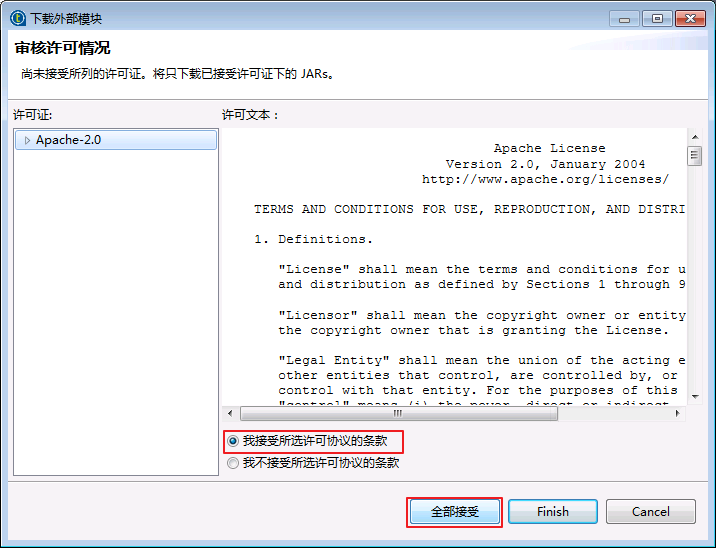 下载外部模块
审核许可情况
尚未接受所列的许可证。将只下载已接受许可证下的 JARs。
许可证:
Apache-2.0
许可文本：
Apache License
Version 2.0, January 2004
http://www.apache.org/licenses/
TERMS AND CONDITIONS FOR USE, REPRODUCTION, AND DISTRI
1. Definitions.
"License" shall mean the terms and conditions for u
and distribution as defined by Sections 1 through 9
"Licensor" shall mean the copyright owner or entity
the copyright owner that is granting the License.
"Legal Entity" shall mean the union of the acting e
other entities that control, are controlled by, or
control with that entity. For the purposes of this
"control" means (i) the power, direct or indirect,
我接受所选许可协议的条款
我不接受所选许可协议的条款
全部接受
Finish
Cancel